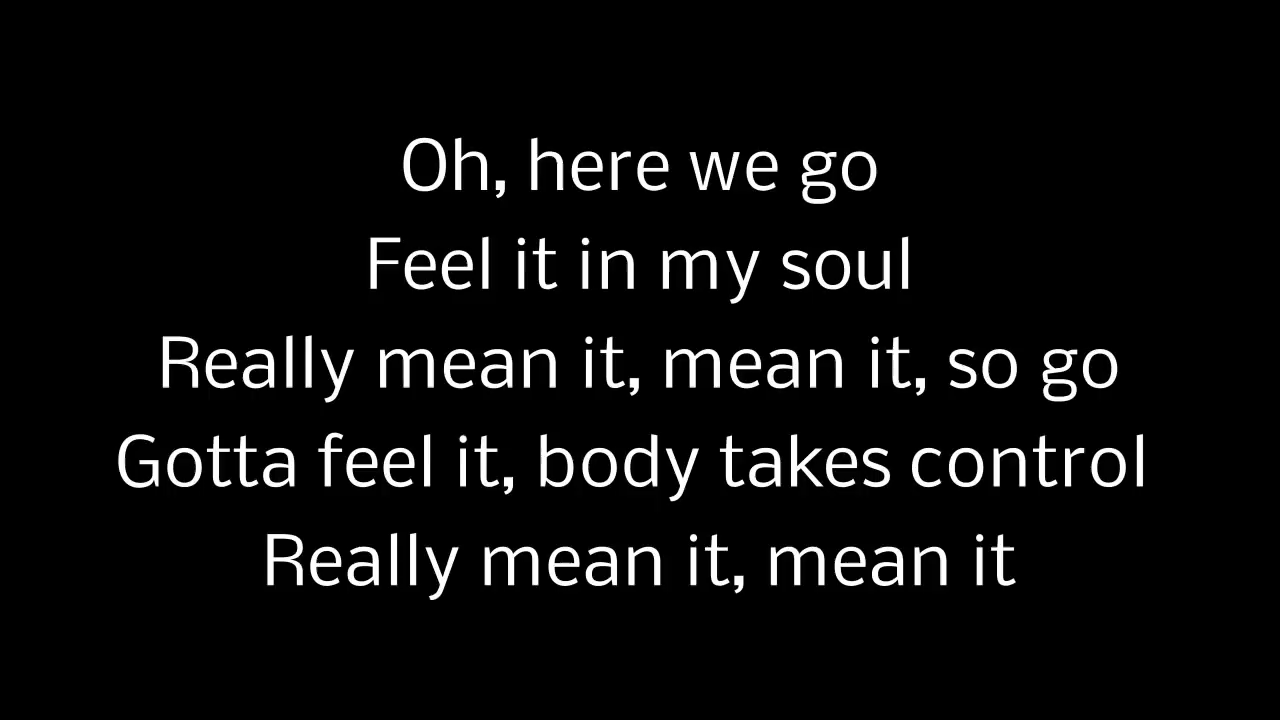 Oh, here we go
Feel it in my soul
Really mean it, mean it, so go
Gotta feel it, body takes control
Really mean it, mean it